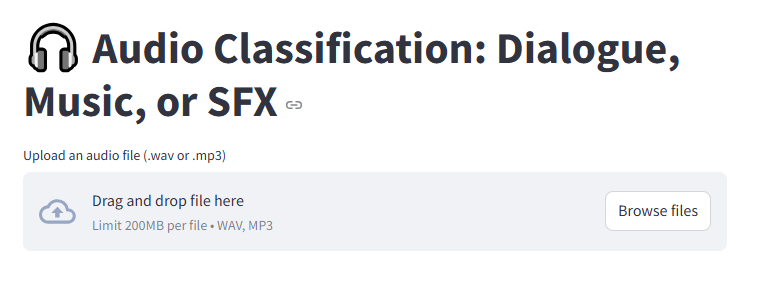 Audio Classification: Dialogue,
Music, or SFX
Upload an audio file (.wav or .mp3)
Drag and drop file here
Limit 200MB per file • WAV, MP3
Browse files